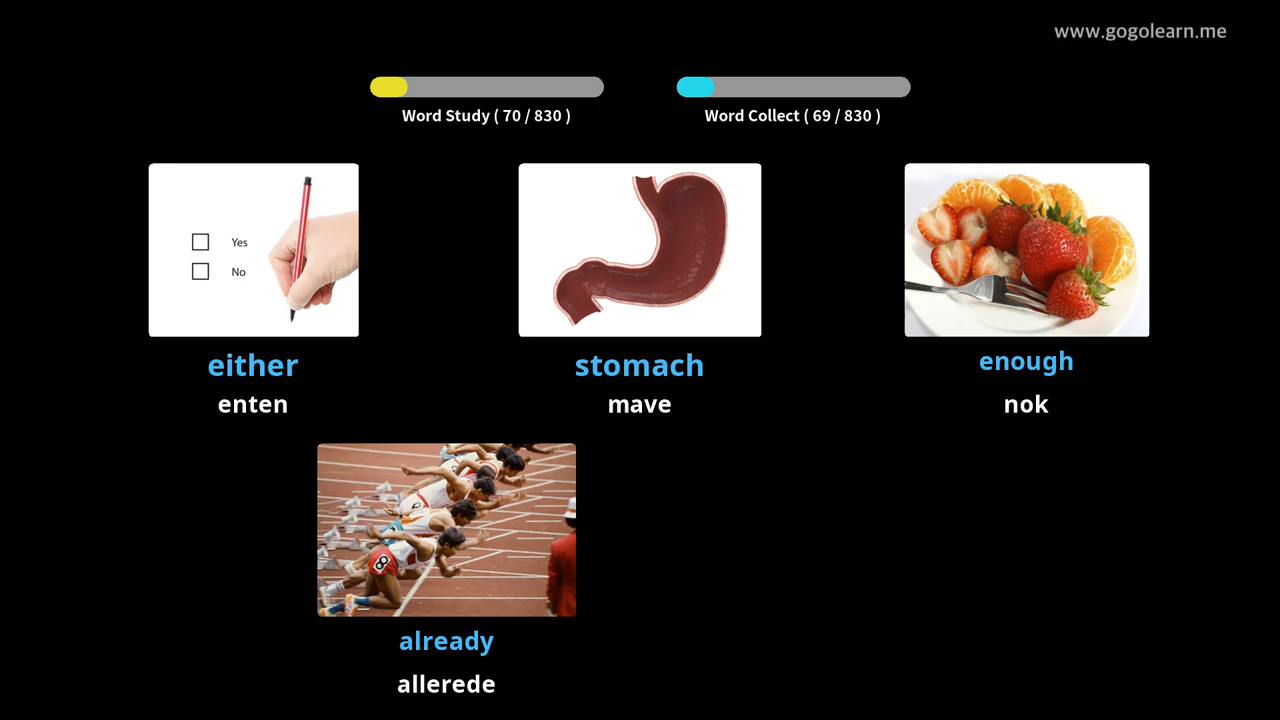 www.gogolearn.me
Word Study ( 70 / 830 )
Word Collect ( 69 / 830 )
Yes
No
either
enten
stomach
mave
enough
nok
8
already
allerede